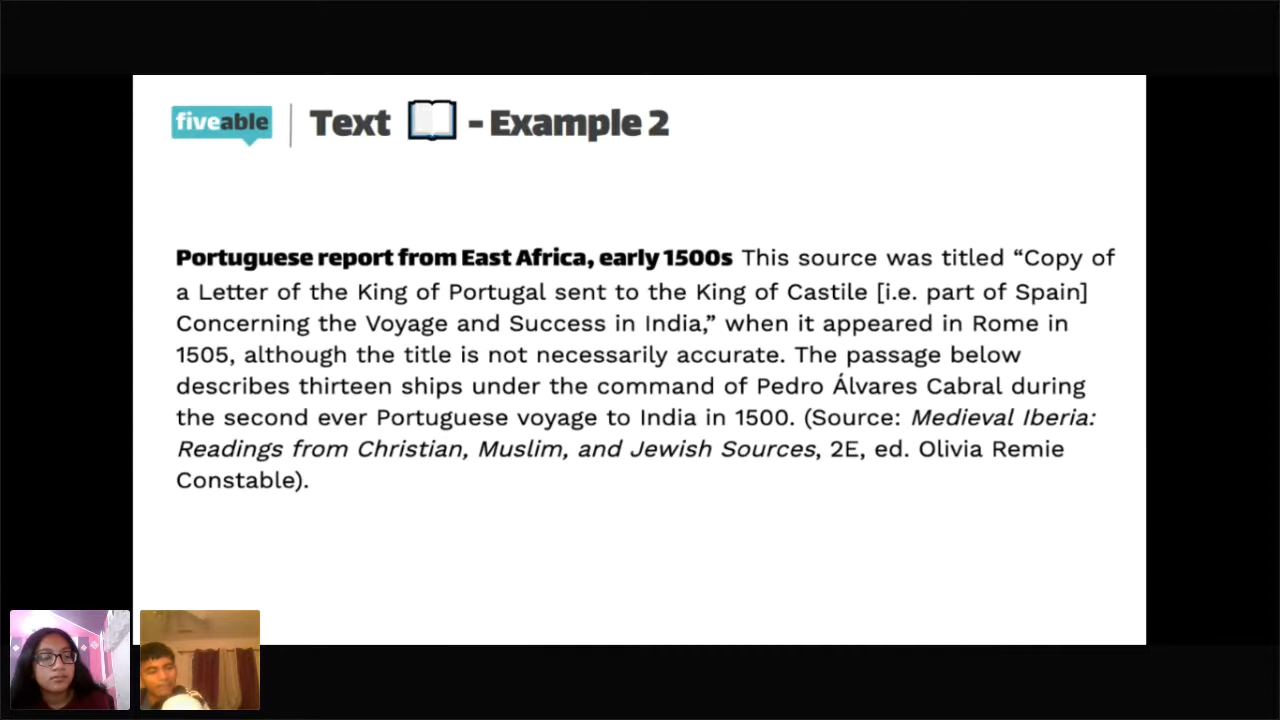 fiveable
Text - Example 2
Portuguese report from East Africa, early 1500s This source was titled “Copy of
a Letter of the King of Portugal sent to the King of Castile [i.e. part of Spain]
Concerning the Voyage and Success in India,” when it appeared in Rome in
1505, although the title is not necessarily accurate. The passage below
describes thirteen ships under the command of Pedro Álvares Cabral during
the second ever Portuguese voyage to India in 1500. (Source: Medieval Iberia:
Readings from Christian, Muslim, and Jewish Sources, 2E, ed. Olivia Remie
Constable).